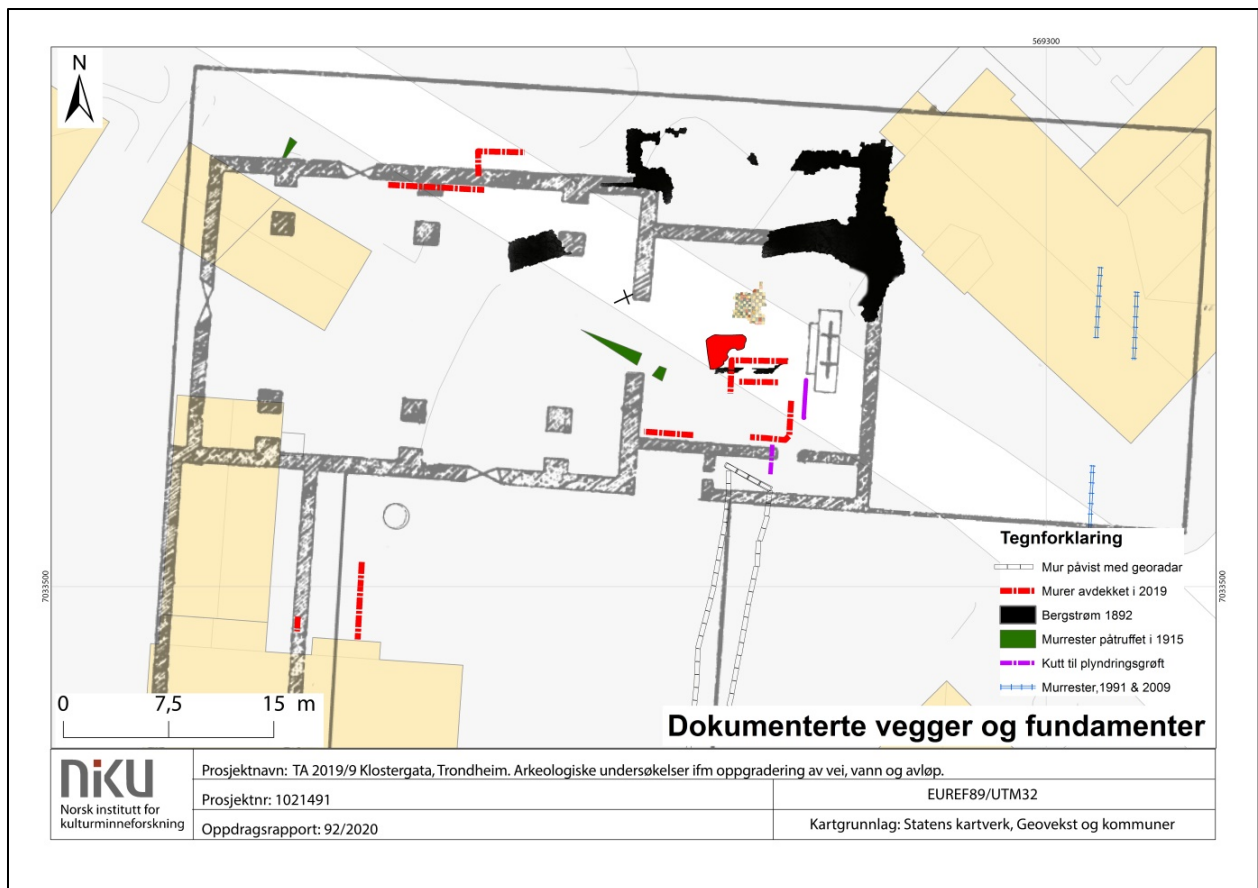 569300
N
7033500
7033500
Tegnforklaring
Mur påvist med georadar
Murer avdekket i 2019
Bergstrøm 1892
Murrester påtruffet i 1915
Kutt til plyndringsgrøft
Murrester,1991 & 2009
0 7,5 15 m
Dokumenterte vegger og fundamenter
NIKU
Norsk institutt for
kulturminneforskning
Prosjektnavn: TA 2019/9 Klostergata, Trondheim. Arkeologiske undersøkelser ifm oppgradering av vei, vann og avløp.
Prosjektnr: 1021491
EUREF89/UTM32
Oppdragsrapport: 92/2020
Kartgrunnlag: Statens kartverk, Geovekst og kommuner